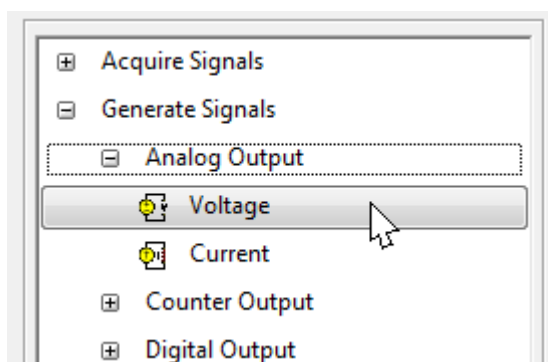 Acquire Signals
Generate Signals
Analog Output
Voltage
Current
Counter Output
Digital Output